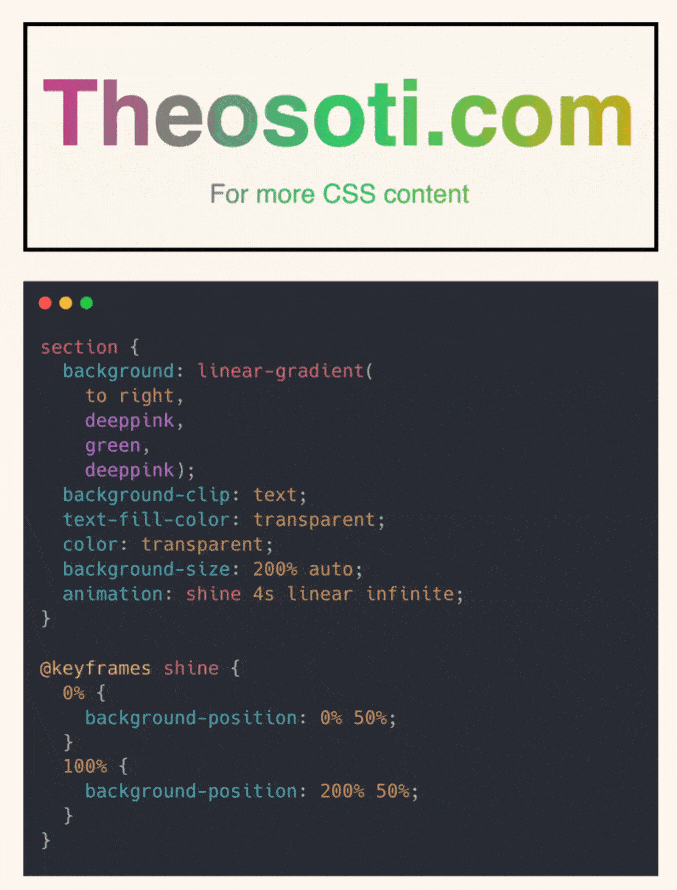 Theosoti.com
For more CSS content
section {
  background: linear-gradient(
    to right,
    deeppink,
    green,
    deeppink);
  background-clip: text;
  text-fill-color: transparent;
  color: transparent;
  background-size: 200% auto;
  animation: shine 4s linear infinite;
}
@keyframes shine {
  0% {
    background-position: 0% 50%;
  }
  100% {
    background-position: 200% 50%;
  }
}